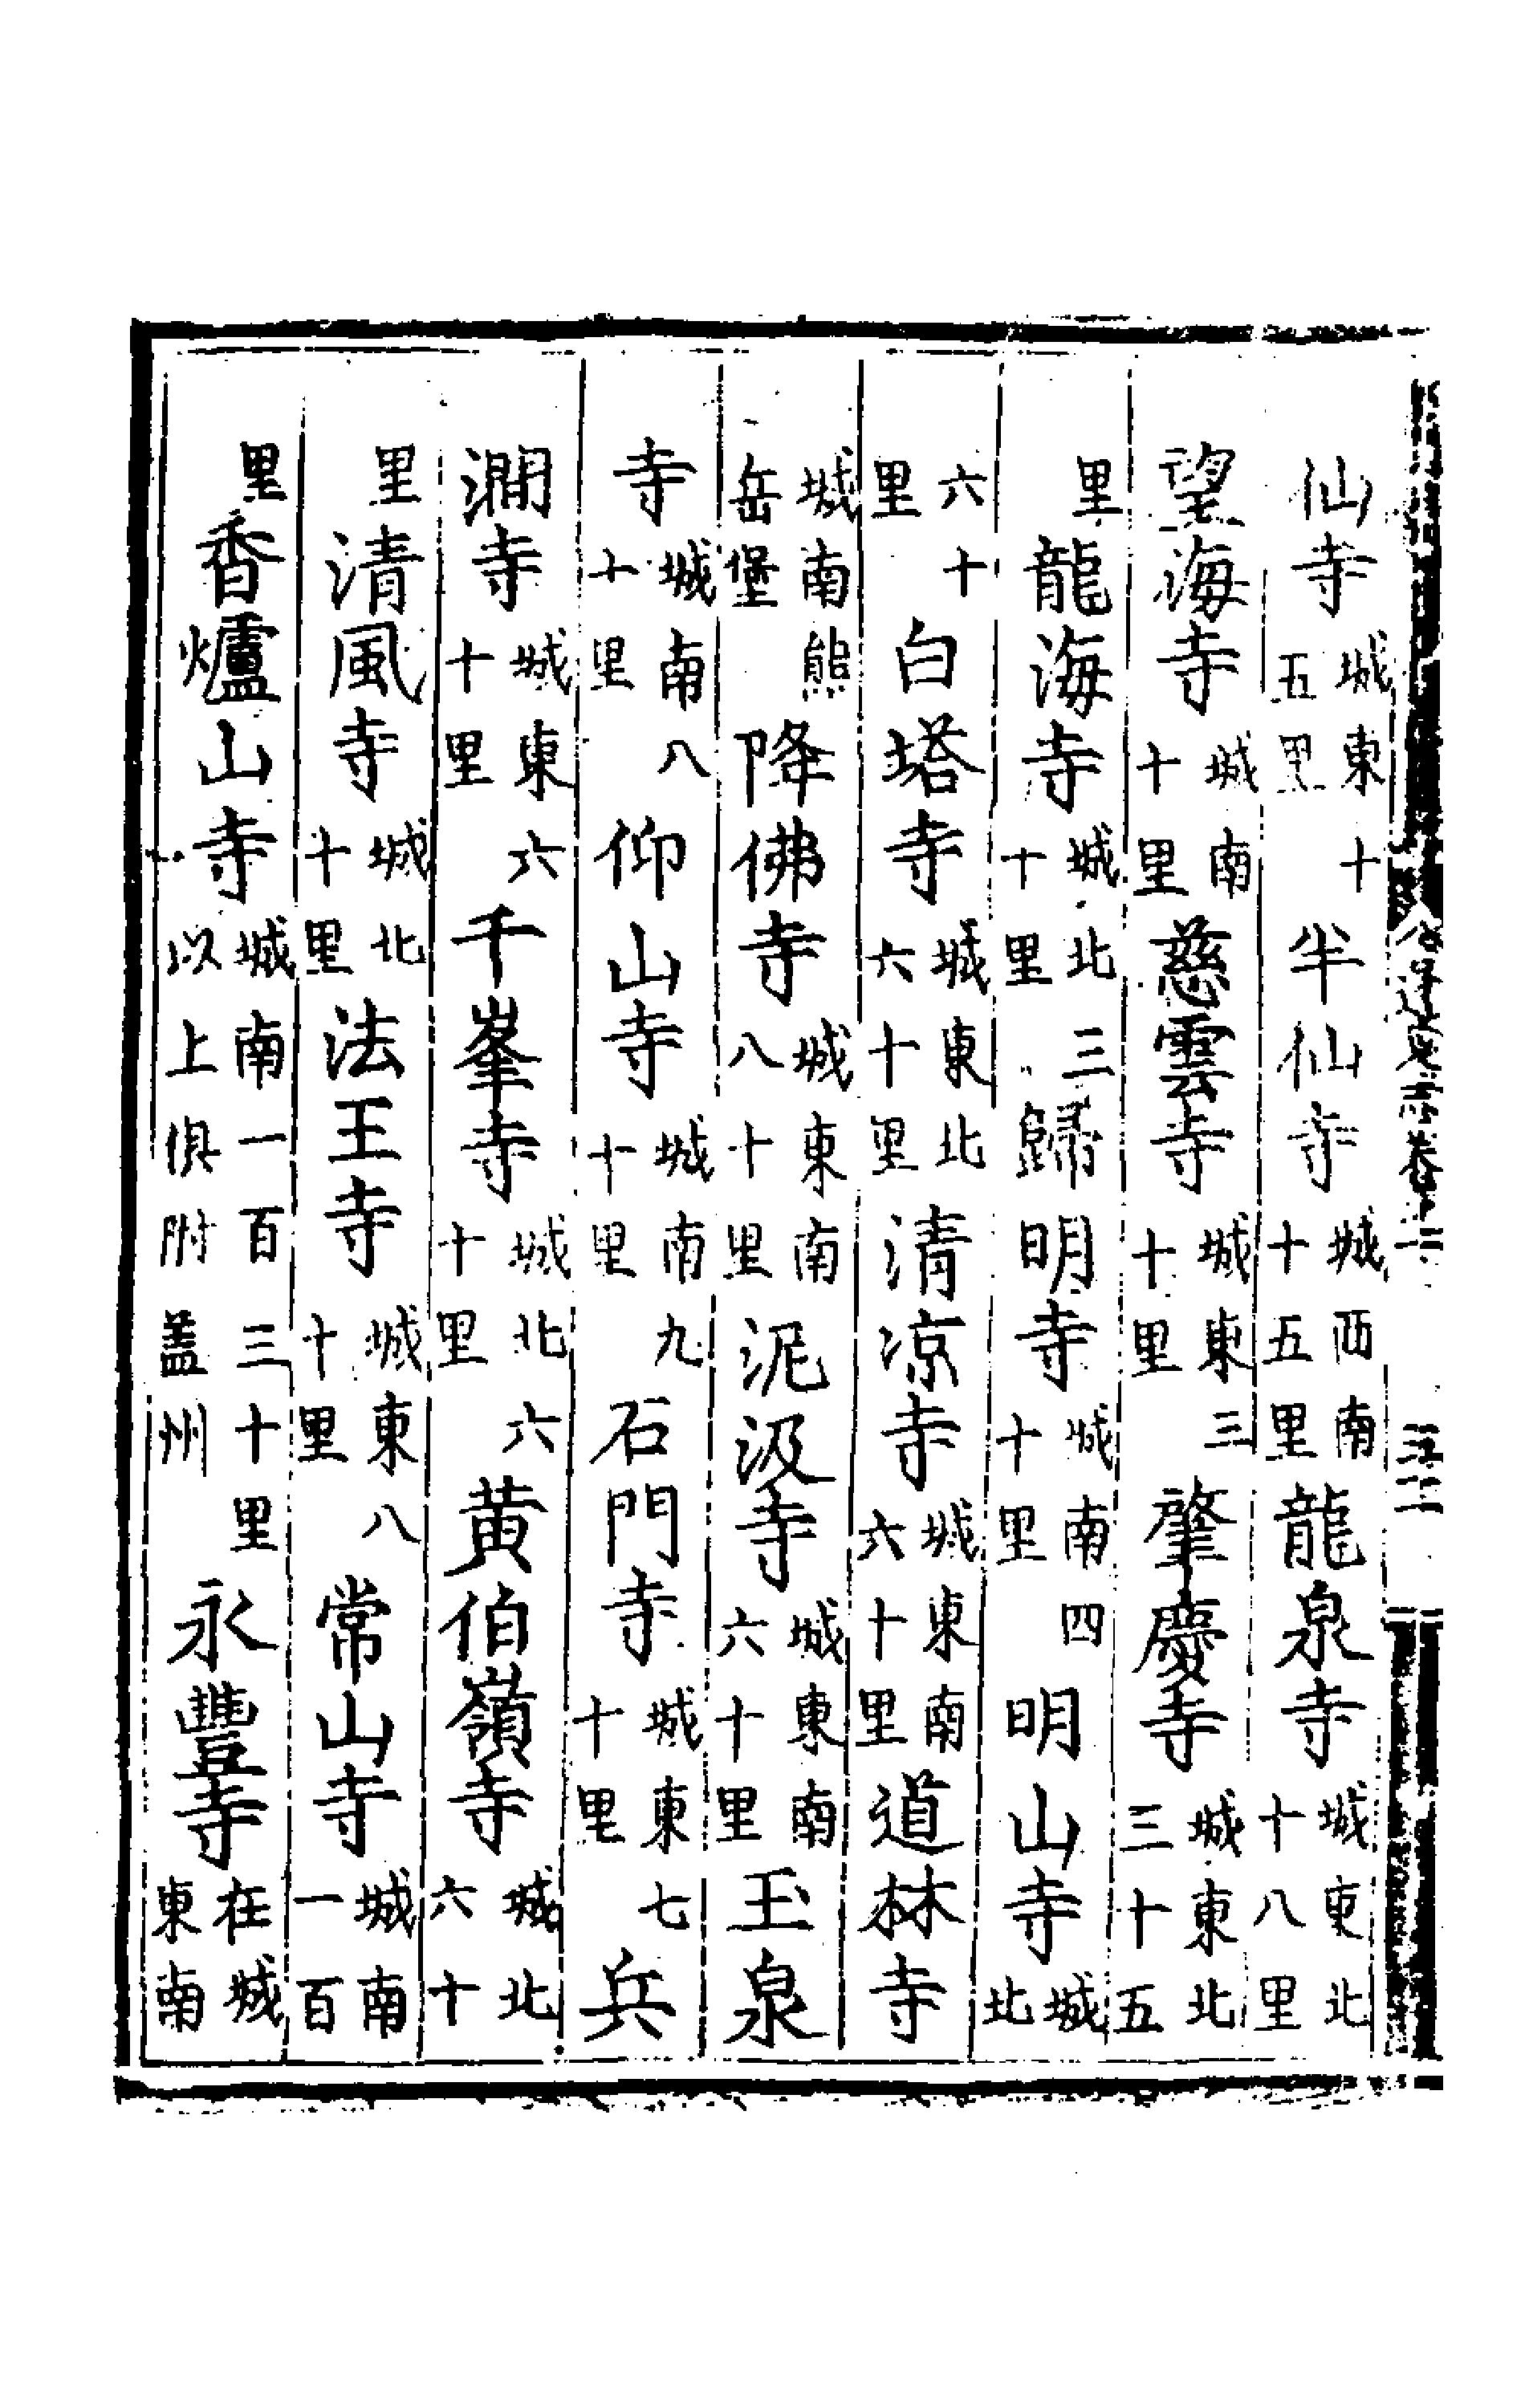 仙寺城東十五里半仙寺城西南十五里龍泉寺城東北十八里
望海寺城南十里慈雲寺城東三十里肇慶寺城東北三十五
里龍海寺城北三十里歸明寺城南四十里明山寺城北
六十里白塔寺城東北六十里清凉寺城東南六十里道林寺
城南熊岳堡降佛寺城東南八十里泥汲寺城東南六十里玉泉
寺城南八十里仰山寺城南九十里石門寺城東七十里兵
澗寺城東六十里千峯寺城北六十里黄伯嶺寺城北六十
里清風寺城北十里法王寺城東八十里常山寺城南一百
里香爐山寺城南一百三十里以上俱附盖州永豐寺在城東南